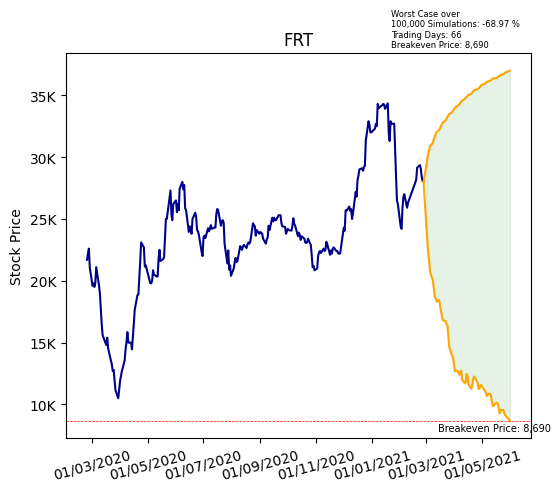 Worst Case over
100,000 Simulations: -68.97 %
Trading Days: 66
Breakeven Price: 8,690
FRT
Stock Price
35K
30K
25K
20K
15K
10K
Breakeven Price: 8,690
01/03/2020
01/05/2020
01/07/2020
01/09/2020
01/11/2020
01/01/2021
01/03/2021
01/05/2021